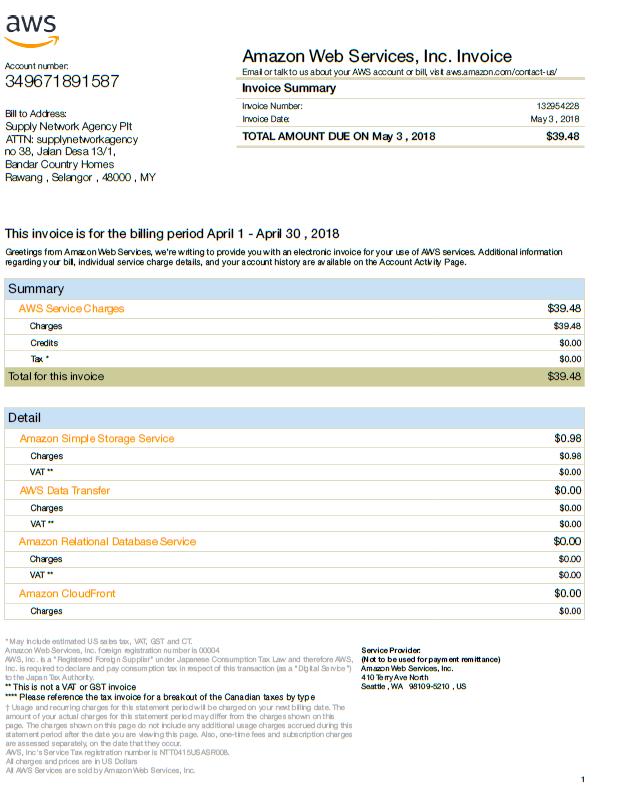 aws
Account number:
349671891587
Bill to Address:
Supply Network Agency Plt
ATTN: supplynetworkagency
no 38, Jalan Desa 13/1,
Bandar Country Homes
Rawang , Selangor , 48000 , MY
Amazon Web Services, Inc. Invoice
Email or talk to us about your AWS account or bill, visit aws.amazon.com/contact-us/
Invoice Summary
Invoice Number: 132954228
Invoice Date: May 3 , 2018
TOTAL AMOUNT DUE ON May 3 , 2018 $39.48
This invoice is for the billing period April 1 - April 30 , 2018
Greetings from Amazon Web Services, we're writing to provide you with an electronic invoice for your use of AWS services. Additional information
regarding your bill, individual service charge details, and your account history are available on the Account Activity Page.
Summary
AWS Service Charges $39.48
Charges $39.48
Credits $0.00
Tax * $0.00
Total for this invoice $39.48
Detail
Amazon Simple Storage Service $0.98
Charges $0.98
VAT ** $0.00
AWS Data Transfer $0.00
Charges $0.00
VAT ** $0.00
Amazon Relational Database Service $0.00
Charges $0.00
VAT ** $0.00
Amazon CloudFront $0.00
Charges $0.00
* May include estimated US sales tax, VAT, GST and CT.
Amazon Web Services, Inc. foreign registration number is 00004
AWS, Inc. is a "Registered Foreign Supplier" under Japanese Consumption Tax Law and therefore AWS,
Inc. is required to declare and pay consumption tax in respect of this transaction (as a "Digital Service")
to the Japan Tax Authority.
** This is not a VAT or GST invoice
**** Please reference the tax invoice for a breakout of the Canadian taxes by type
† Usage and recurring charges for this statement period will be charged on your next billing date. The
amount of your actual charges for this statement period may differ from the charges shown on this
page. The charges shown on this page do not include any additional usage charges accrued during this
statement period after the date you are viewing this page. Also, one-time fees and subscription charges
are assessed separately, on the date that they occur.
AWS, Inc's Service Tax registration number is NTT0415USASR008.
All charges and prices are in US Dollars
All AWS Services are sold by Amazon Web Services, Inc.
Service Provider:
(Not to be used for payment remittance)
Amazon Web Services, Inc.
410 Terry Ave North
Seattle , WA 98109-5210 , US
1